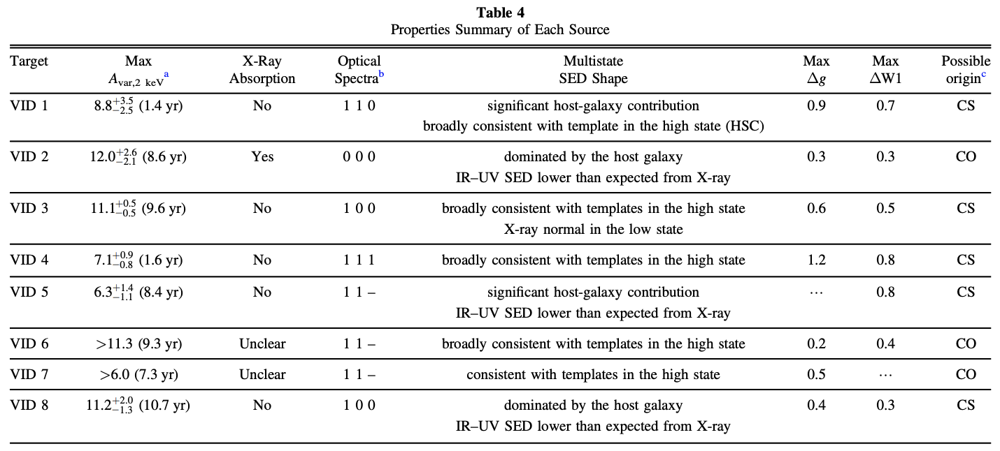 Table 4
Properties Summary of Each Source
Target Max X-Ray Optical Multistate Max Max Possible
A_var,2 keV^a Absorption Spectra^b SED Shape Δg ΔW1 origin^c
VID 1 8.8^{+3.5}_{−2.5} (1.4 yr) No 1 1 0 significant host-galaxy contribution 0.9 0.7 CS
broadly consistent with template in the high state (HSC)
VID 2 12.0^{+2.6}_{−2.1} (8.6 yr) Yes 0 0 0 dominated by the host galaxy 0.3 0.3 CO
IR–UV SED lower than expected from X-ray
VID 3 11.1^{+0.5}_{−0.5} (9.6 yr) No 1 0 0 broadly consistent with templates in the high state 0.6 0.5 CS
X-ray normal in the low state
VID 4 7.1^{+0.9}_{−0.8} (1.6 yr) No 1 1 1 broadly consistent with templates in the high state 1.2 0.8 CS
VID 5 6.3^{+1.4}_{−1.1} (8.4 yr) No 1 1 – significant host-galaxy contribution ⋯ 0.8 CS
IR–UV SED lower than expected from X-ray
VID 6 >11.3 (9.3 yr) Unclear 1 1 – broadly consistent with templates in the high state 0.2 0.4 CO
VID 7 >6.0 (7.3 yr) Unclear 1 1 – consistent with templates in the high state 0.5 ⋯ CO
VID 8 11.2^{+2.0}_{−1.3} (10.7 yr) No 1 0 0 dominated by the host galaxy 0.4 0.3 CS
IR–UV SED lower than expected from X-ray